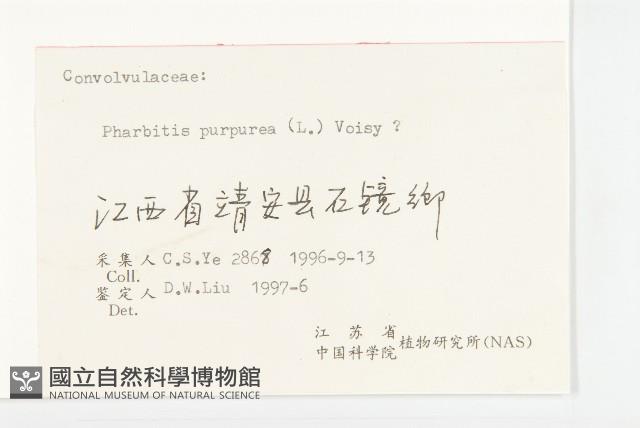 Convolvulaceae:
Pharbitis purpurea (L.) Voisy ?
江西省靖安县石镜乡
采集人 C.S.Ye 2868 1996-9-13
Coll.
鉴定人 D.W.Liu 1997-6
Det.
江苏省
中国科学院 植物研究所(NAS)
國立自然科學博物館
NATIONAL MUSEUM OF NATURAL SCIENCE